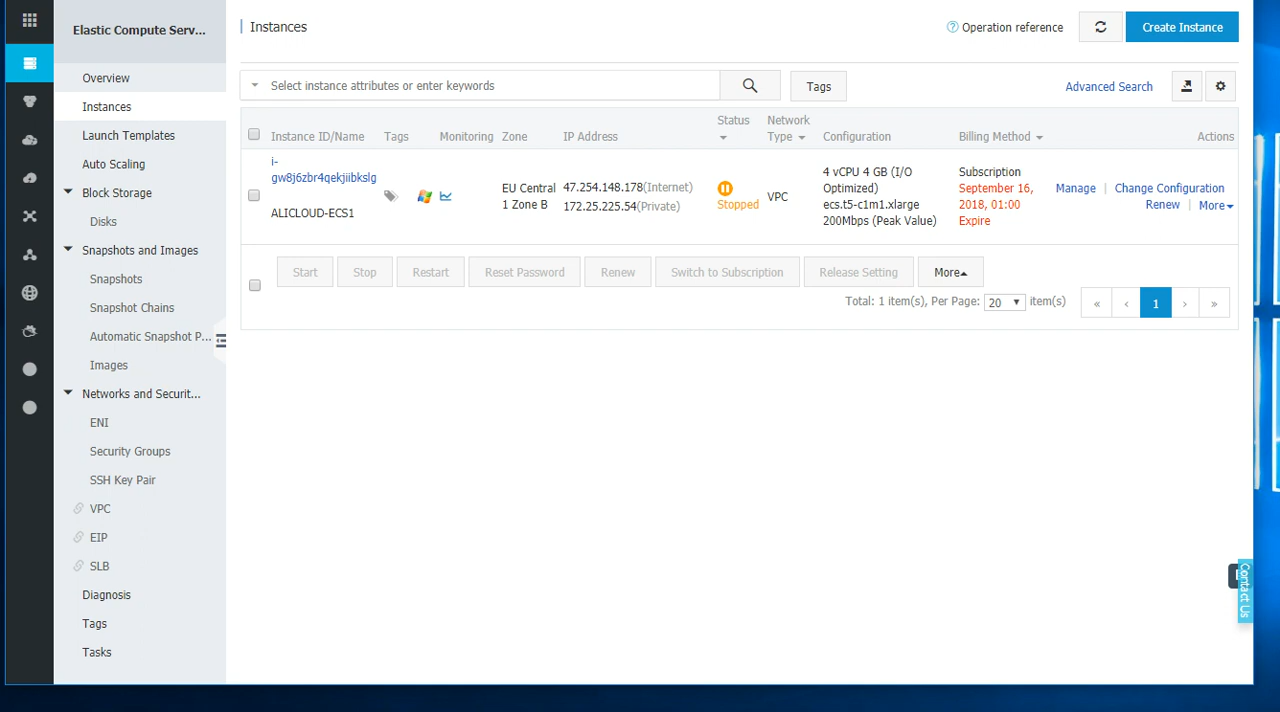 Elastic Compute Serv...
Overview
Instances
Launch Templates
Auto Scaling
Block Storage
Disks
Snapshots and Images
Snapshots
Snapshot Chains
Automatic Snapshot P...
Images
Networks and Securit...
ENI
Security Groups
SSH Key Pair
VPC
EIP
SLB
Diagnosis
Tags
Tasks
Instances
Operation reference
Create Instance
Select instance attributes or enter keywords
Tags
Advanced Search
Instance ID/Name Tags Monitoring Zone IP Address Status Network Type Configuration Billing Method Actions
i-
gw8j6zbr4qekjiibkslg
ALICLOUD-ECS1
EU Central
1 Zone B
47.254.148.178(Internet)
172.25.225.54(Private)
Stopped
VPC
4 vCPU 4 GB (I/O
Optimized)
ecs.t5-c1m1.xlarge
200Mbps (Peak Value)
Subscription
September 16,
2018, 01:00
Expire
Manage | Change Configuration
Renew | More
Start Stop Restart Reset Password Renew Switch to Subscription Release Setting More
Total: 1 item(s), Per Page: 20 item(s) « ‹ 1 › »
Contact Us